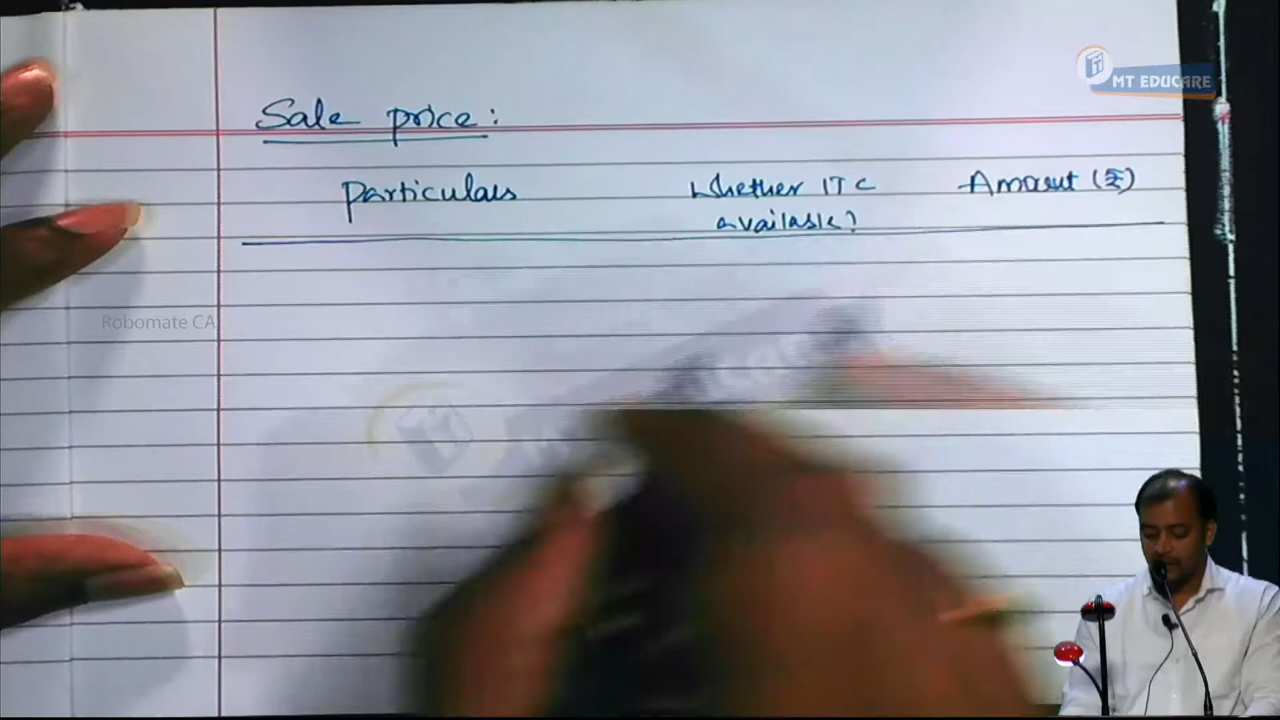 MT EDUCARE
Sale price:
Particulars Whether ITC Amount (₹)
available?
Robomate CA